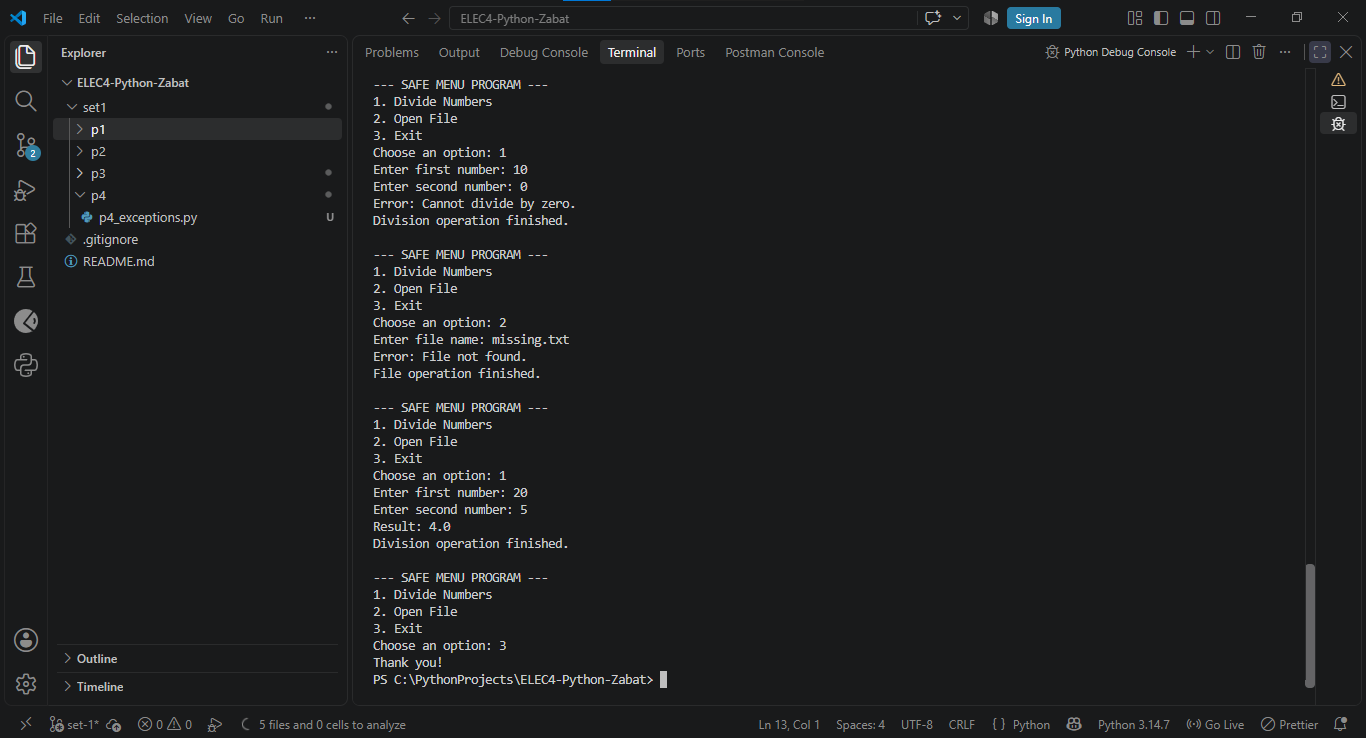 File Edit Selection View Go Run ···
ELEC4-Python-Zabat
Sign In
Explorer
ELEC4-Python-Zabat
set1
p1
p2
p3
p4
p4_exceptions.py U
.gitignore
README.md
Outline
Timeline
2
Problems Output Debug Console Terminal Ports Postman Console
Python Debug Console
--- SAFE MENU PROGRAM ---
1. Divide Numbers
2. Open File
3. Exit
Choose an option: 1
Enter first number: 10
Enter second number: 0
Error: Cannot divide by zero.
Division operation finished.
--- SAFE MENU PROGRAM ---
1. Divide Numbers
2. Open File
3. Exit
Choose an option: 2
Enter file name: missing.txt
Error: File not found.
File operation finished.
--- SAFE MENU PROGRAM ---
1. Divide Numbers
2. Open File
3. Exit
Choose an option: 1
Enter first number: 20
Enter second number: 5
Result: 4.0
Division operation finished.
--- SAFE MENU PROGRAM ---
1. Divide Numbers
2. Open File
3. Exit
Choose an option: 3
Thank you!
PS C:\PythonProjects\ELEC4-Python-Zabat>
set-1* 0 0 5 files and 0 cells to analyze Ln 13, Col 1 Spaces: 4 UTF-8 CRLF { } Python Python 3.14.7 Go Live Prettier